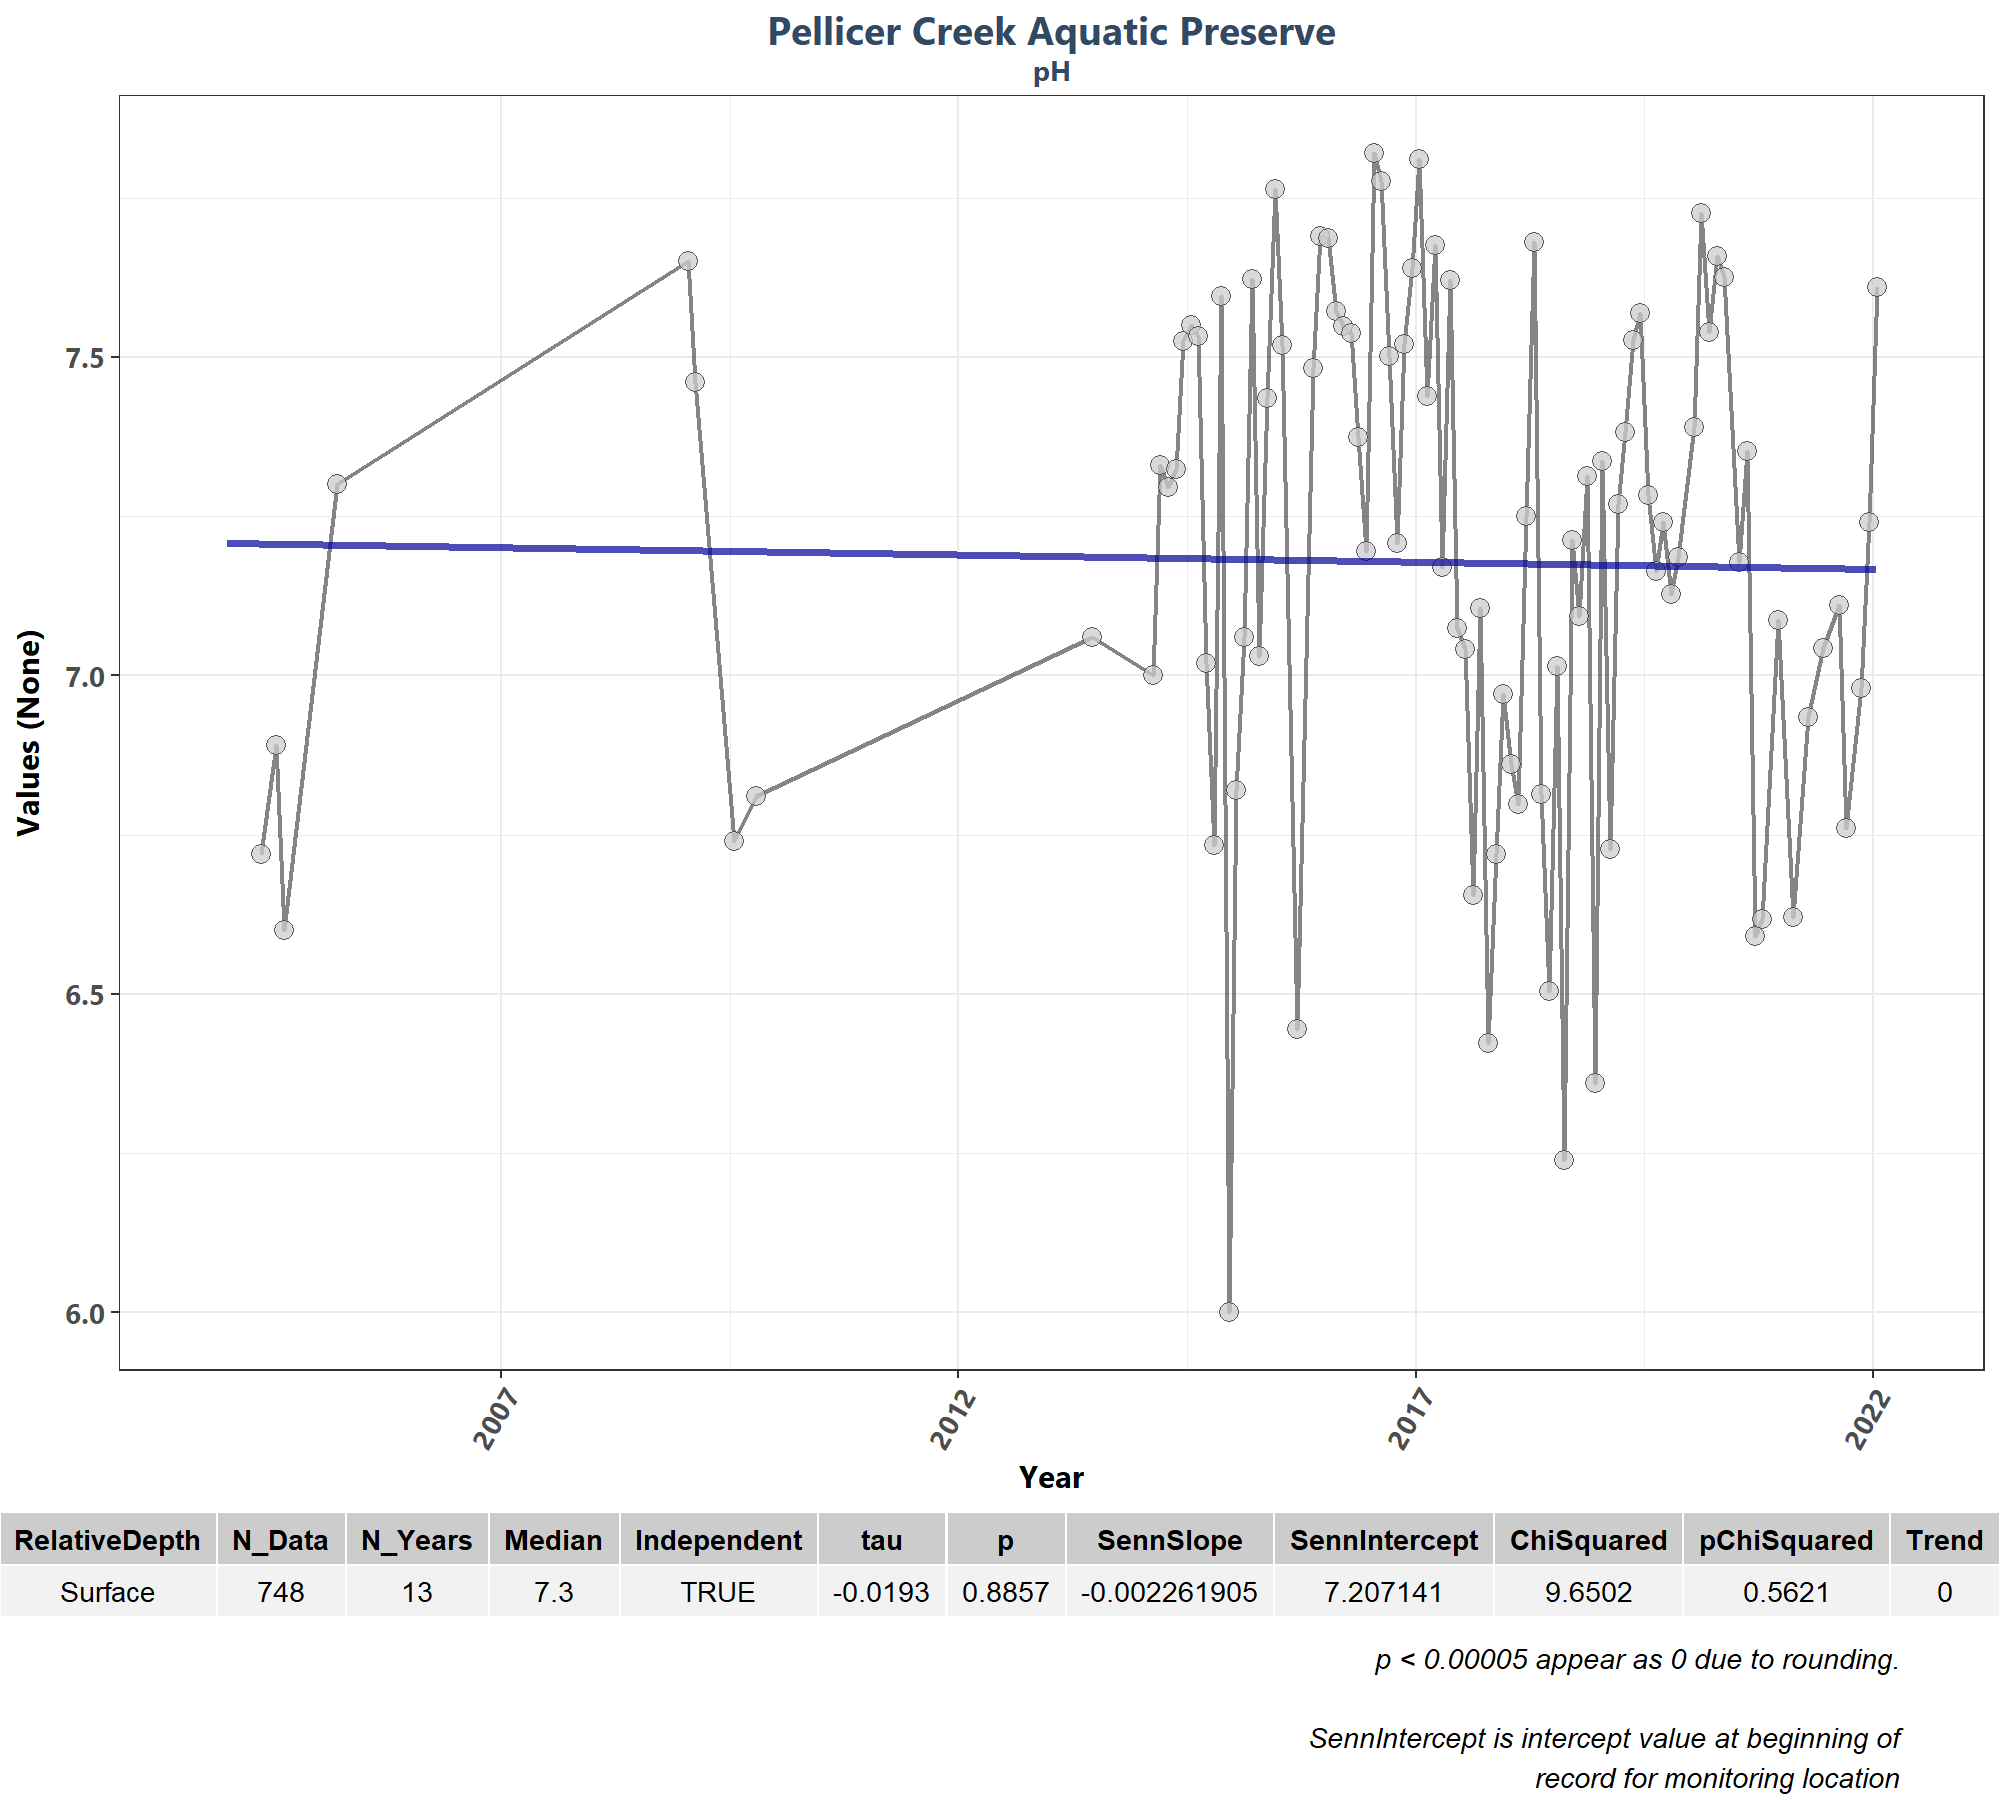 Pellicer Creek Aquatic Preserve
pH
Values (None)
7.5
7.0
6.5
6.0
2007
2012
2017
2022
Year
RelativeDepth N_Data N_Years Median Independent tau p SennSlope SennIntercept ChiSquared pChiSquared Trend
Surface 748 13 7.3 TRUE -0.0193 0.8857 -0.002261905 7.207141 9.6502 0.5621 0
p < 0.00005 appear as 0 due to rounding.
SennIntercept is intercept value at beginning of
record for monitoring location